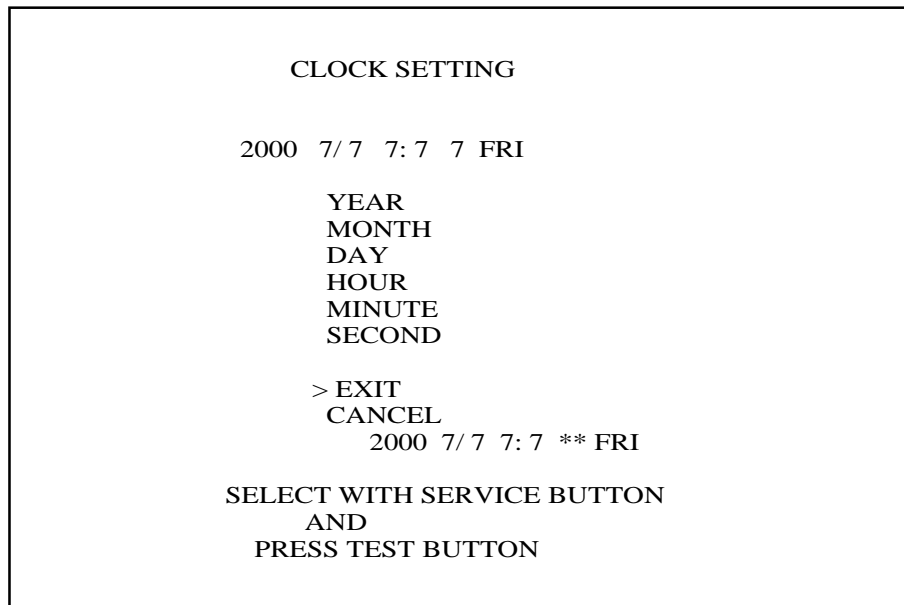 CLOCK SETTING
2000 7/ 7 7: 7 7 FRI
YEAR
MONTH
DAY
HOUR
MINUTE
SECOND
> EXIT
CANCEL
2000 7/ 7 7: 7 ** FRI
SELECT WITH SERVICE BUTTON
AND
PRESS TEST BUTTON